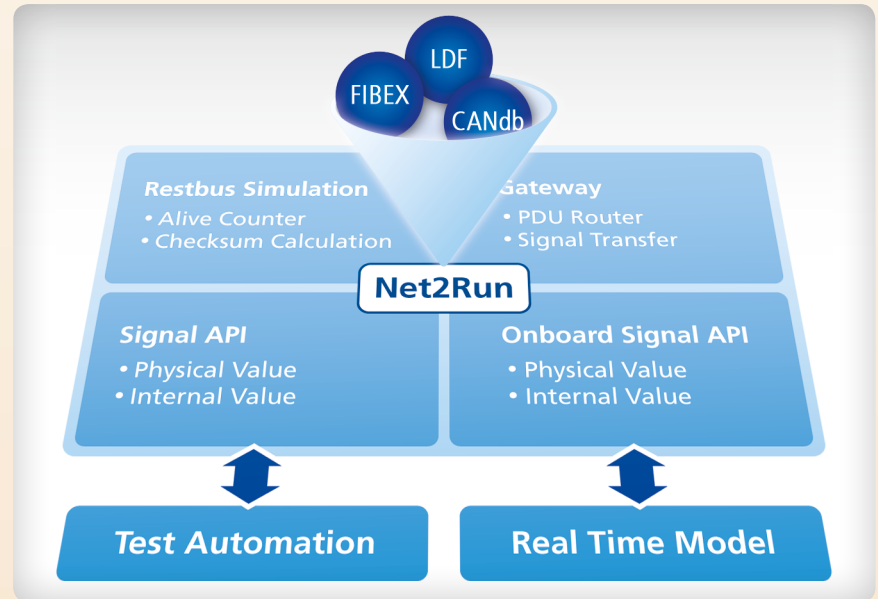 LDF
FIBEX
CANdb
Restbus Simulation
• Alive Counter
• Checksum Calculation
Gateway
• PDU Router
• Signal Transfer
Net2Run
Signal API
• Physical Value
• Internal Value
Onboard Signal API
• Physical Value
• Internal Value
Test Automation
Real Time Model